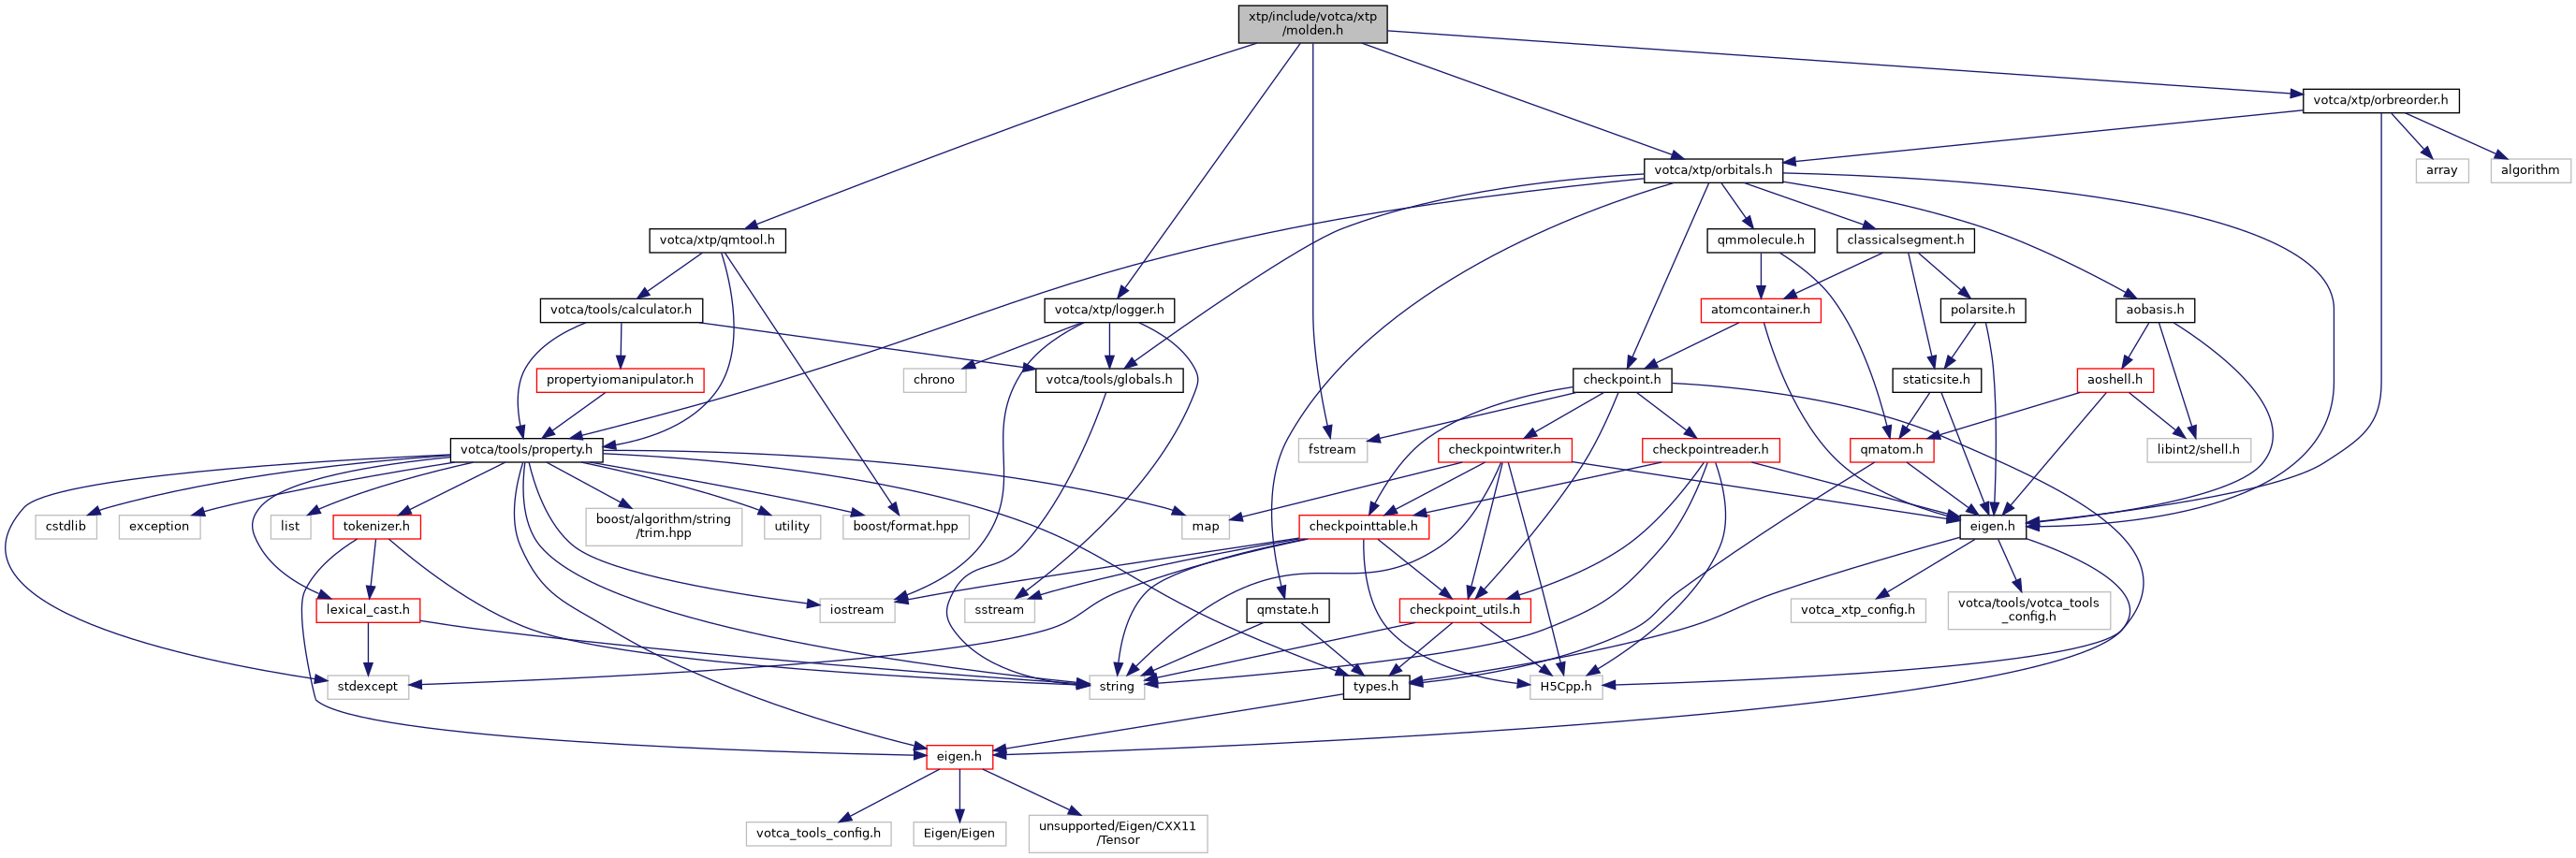 xtp/include/votca/xtp
/molden.h
votca/xtp/orbreorder.h
votca/xtp/orbitals.h
array
algorithm
votca/xtp/qmtool.h
qmmolecule.h
classicalsegment.h
votca/tools/calculator.h
votca/xtp/logger.h
atomcontainer.h
polarsite.h
aobasis.h
propertyiomanipulator.h
chrono
votca/tools/globals.h
checkpoint.h
staticsite.h
aoshell.h
votca/tools/property.h
fstream
checkpointwriter.h
checkpointreader.h
qmatom.h
libint2/shell.h
cstdlib
exception
list
tokenizer.h
boost/algorithm/string
/trim.hpp
utility
boost/format.hpp
map
checkpointtable.h
eigen.h
lexical_cast.h
iostream
sstream
qmstate.h
checkpoint_utils.h
votca_xtp_config.h
votca/tools/votca_tools
_config.h
stdexcept
string
types.h
H5Cpp.h
eigen.h
votca_tools_config.h
Eigen/Eigen
unsupported/Eigen/CXX11
/Tensor